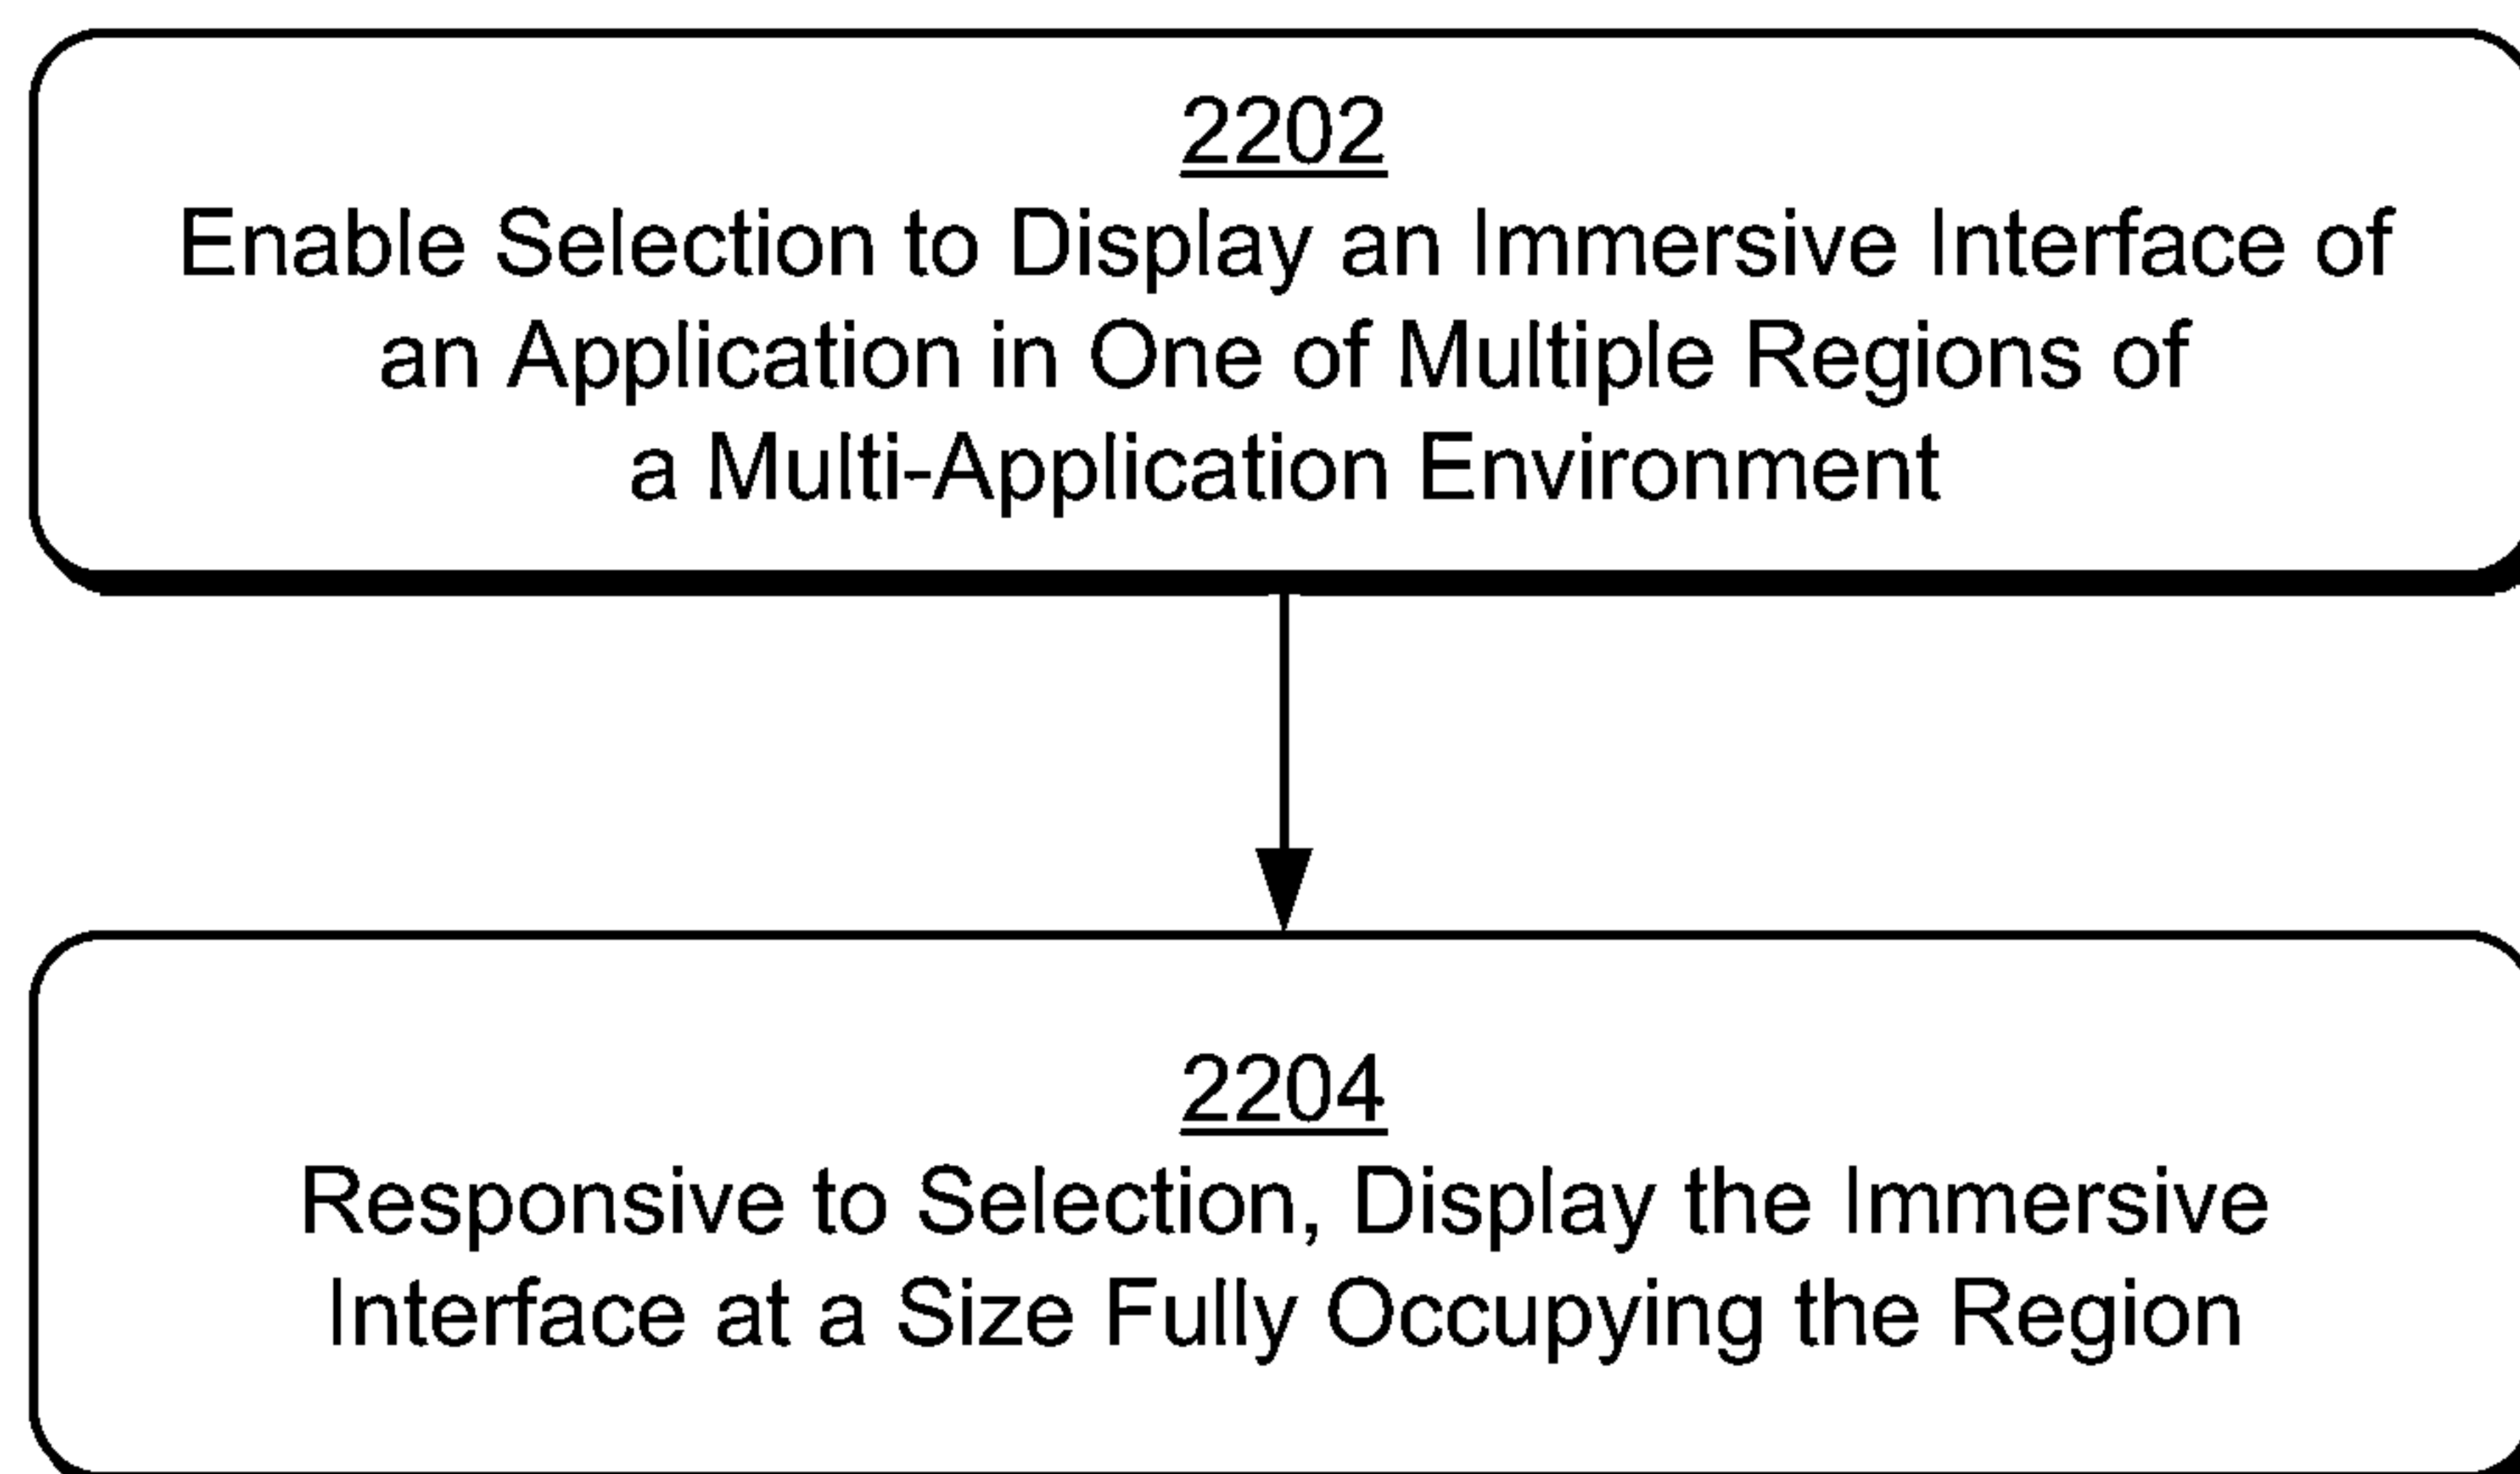 2202
Enable Selection to Display an Immersive Interface of
an Application in One of Multiple Regions of
a Multi-Application Environment
2204
Responsive to Selection, Display the Immersive
Interface at a Size Fully Occupying the Region